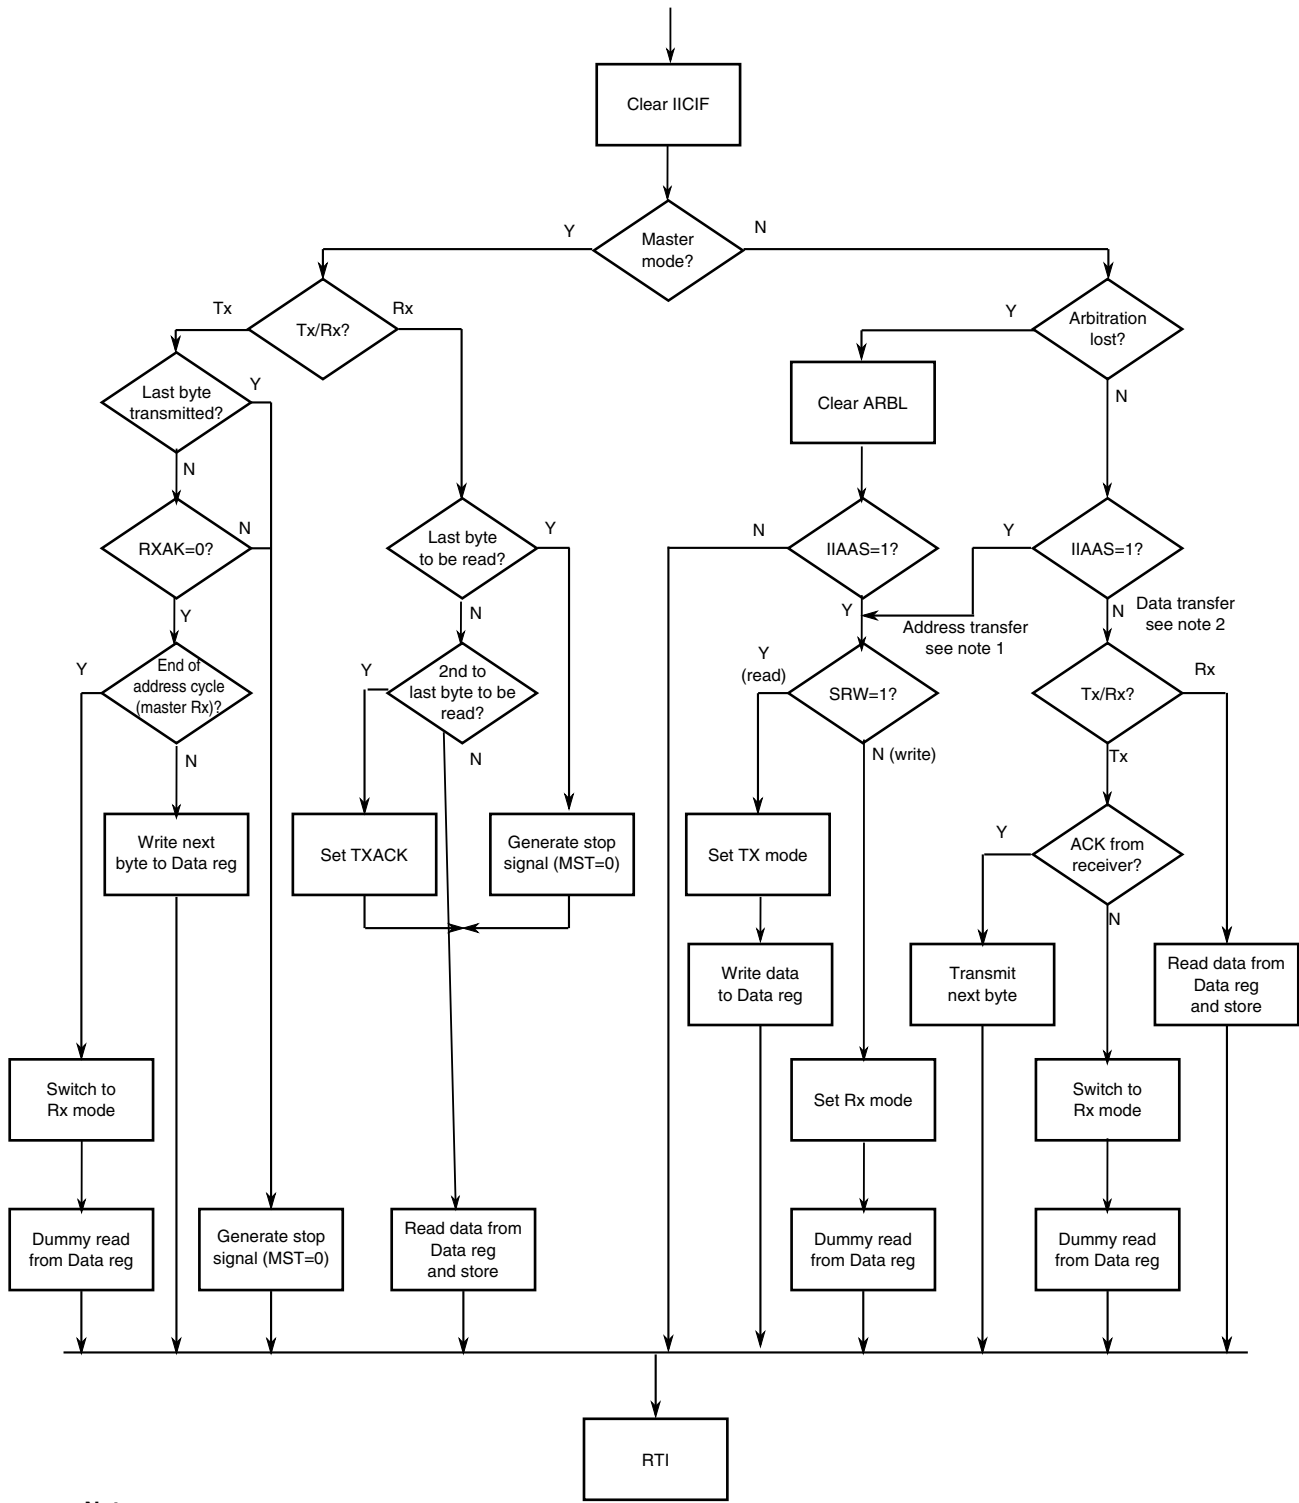 Clear IICIF
Master
mode?
Y
N
Tx/Rx?
Tx
Rx
Arbitration
lost?
Y
N
Last byte
transmitted?
Y
N
Clear ARBL
RXAK=0?
N
Y
Last byte
to be read?
Y
N
IIAAS=1?
N
Y
IIAAS=1?
Y
N
Data transfer
see note 2
Address transfer
see note 1
End of
address cycle
(master Rx)?
Y
N
2nd to
last byte to be
read?
Y
N
SRW=1?
Y
(read)
N (write)
Tx/Rx?
Rx
Tx
Write next
byte to Data reg
Set TXACK
Generate stop
signal (MST=0)
Set TX mode
ACK from
receiver?
Y
N
Write data
to Data reg
Transmit
next byte
Read data from
Data reg
and store
Switch to
Rx mode
Set Rx mode
Switch to
Rx mode
Dummy read
from Data reg
Generate stop
signal (MST=0)
Read data from
Data reg
and store
Dummy read
from Data reg
Dummy read
from Data reg
RTI